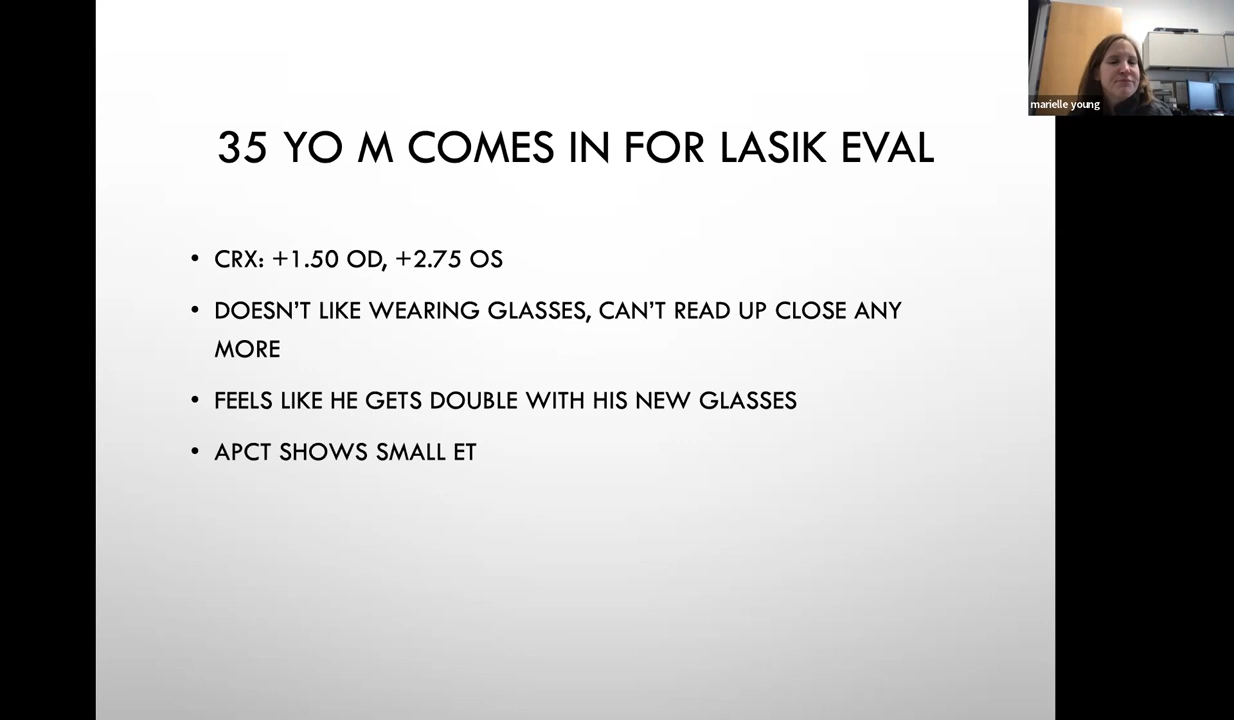 35 YO M COMES IN FOR LASIK EVAL
• CRX: +1.50 OD, +2.75 OS
• DOESN'T LIKE WEARING GLASSES, CAN'T READ UP CLOSE ANY
MORE
• FEELS LIKE HE GETS DOUBLE WITH HIS NEW GLASSES
• APCT SHOWS SMALL ET
marielle young